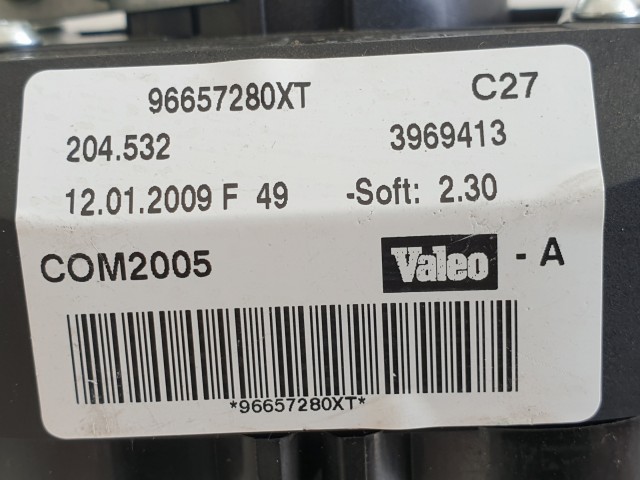 96657280XT C27
204.532 3969413
12.01.2009 F 49 -Soft: 2.30
COM2005 Valeo - A
*96657280XT*